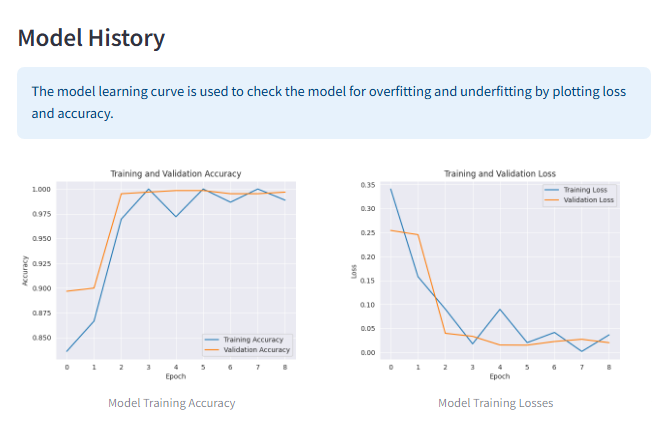 Model History
The model learning curve is used to check the model for overfitting and underfitting by plotting loss
and accuracy.
Training and Validation Accuracy
1.000
0.975
0.950
0.925
0.900
0.875
0.850
Accuracy
Training Accuracy
Validation Accuracy
0 1 2 3 4 5 6 7 8
Epoch
Model Training Accuracy
Training and Validation Loss
0.35
0.30
0.25
0.20
0.15
0.10
0.05
0.00
Loss
Training Loss
Validation Loss
0 1 2 3 4 5 6 7 8
Epoch
Model Training Losses